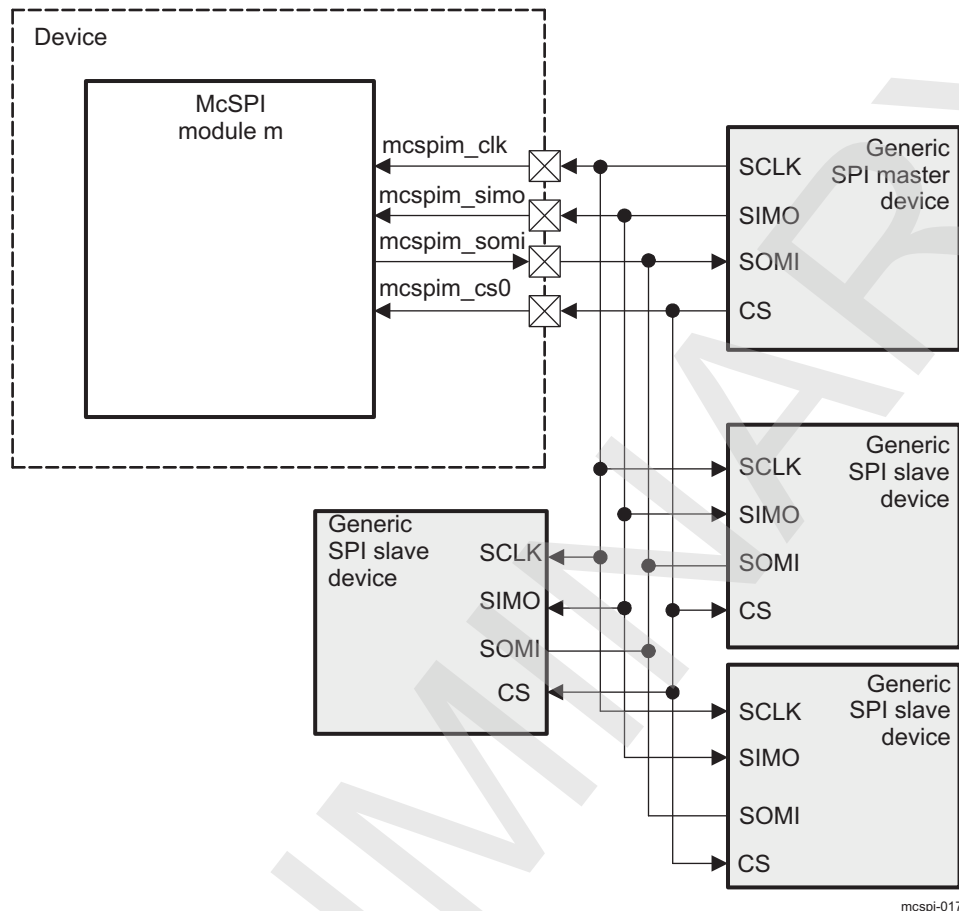 Device
McSPI
module m
mcspim_clk
mcspim_simo
mcspim_somi
mcspim_cs0
Generic
SPI master
device
SCLK
SIMO
SOMI
CS
Generic
SPI slave
device
SCLK
SIMO
SOMI
CS
Generic
SPI slave
device
SCLK
SIMO
SOMI
CS
Generic
SPI slave
device
SCLK
SIMO
SOMI
CS
mcspi-017